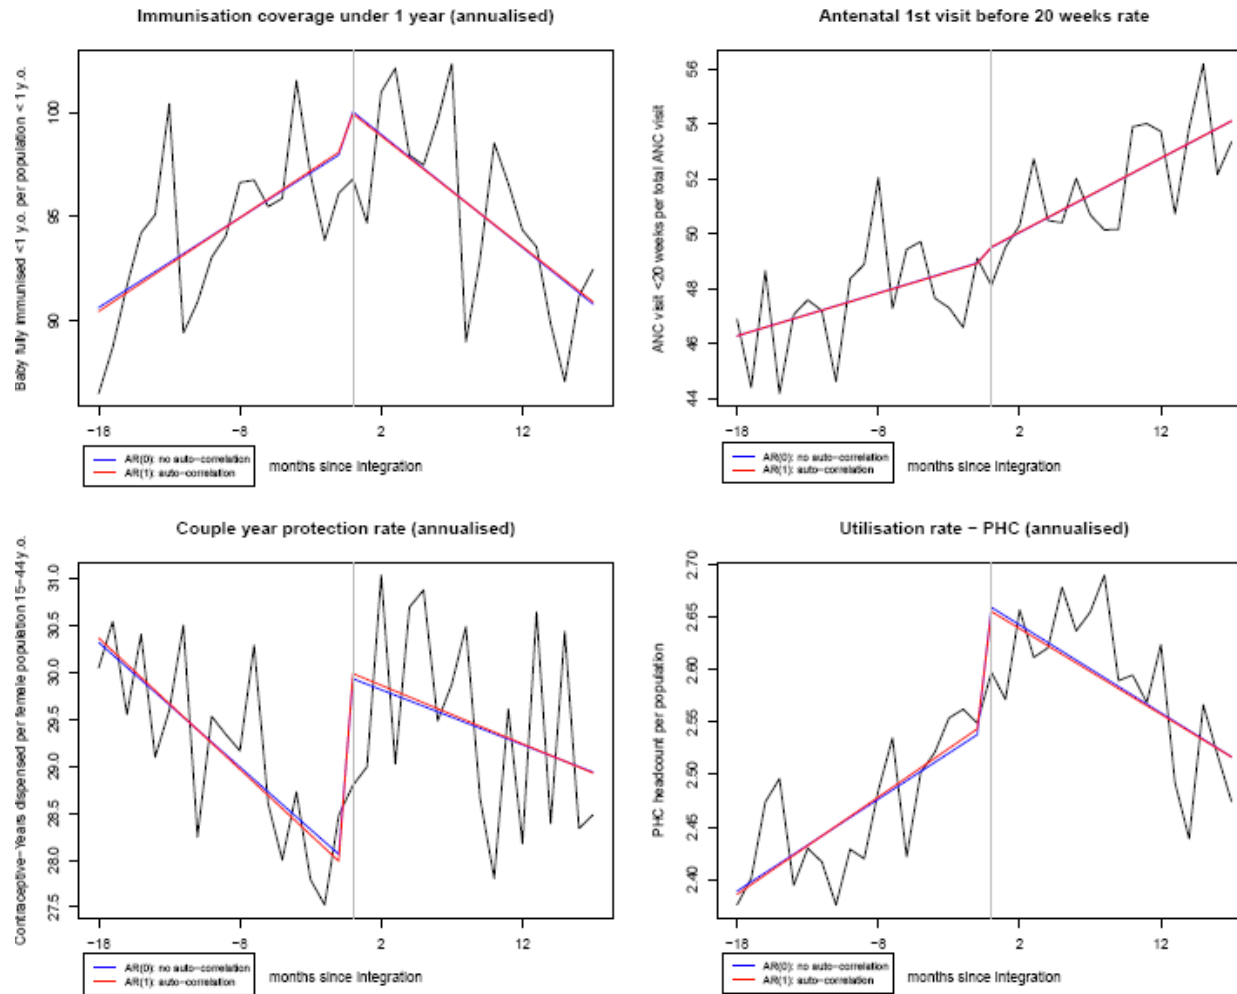 Immunisation coverage under 1 year (annualised)
Baby fully immunised <1 y.o. per population < 1 y.o.
100
95
90
−18
−8
2
12
AR(0): no auto−correlation
AR(1): auto−correlation
months since integration
Antenatal 1st visit before 20 weeks rate
ANC visit <20 weeks per total ANC visit
56
54
52
50
48
46
44
−18
−8
2
12
AR(0): no auto−correlation
AR(1): auto−correlation
months since integration
Couple year protection rate (annualised)
Contraceptive−Years dispensed per female population 15−44 y.o.
31.0
30.5
30.0
29.5
29.0
28.5
28.0
27.5
−18
−8
2
12
AR(0): no auto−correlation
AR(1): auto−correlation
months since integration
Utilisation rate − PHC (annualised)
PHC headcount per population
2.70
2.65
2.60
2.55
2.50
2.45
2.40
−18
−8
2
12
AR(0): no auto−correlation
AR(1): auto−correlation
months since integration